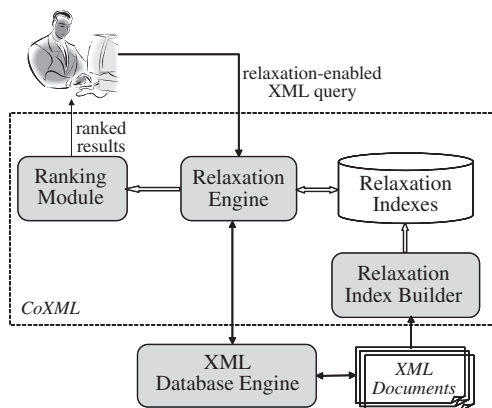 relaxation-enabled
XML query
ranked
results
Ranking
Module
Relaxation
Engine
Relaxation
Indexes
Relaxation
Index Builder
CoXML
XML
Database Engine
XML
Documents